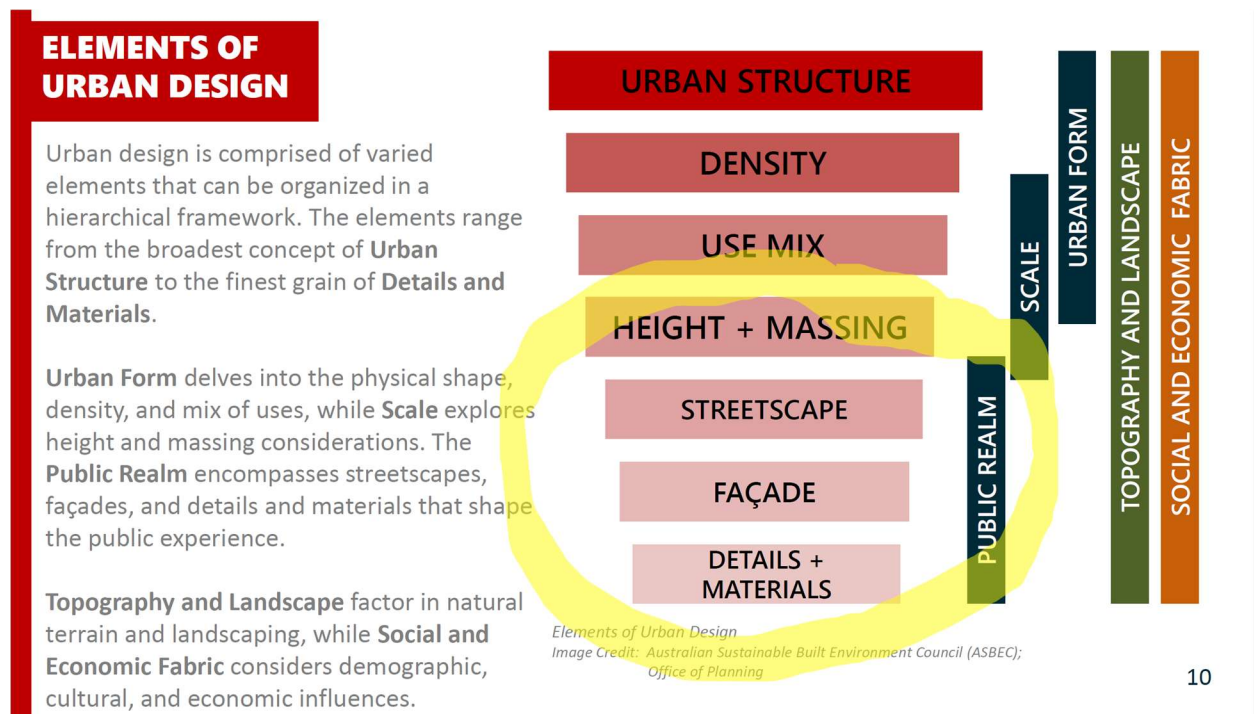 ELEMENTS OF
URBAN DESIGN
Urban design is comprised of varied
elements that can be organized in a
hierarchical framework. The elements range
from the broadest concept of Urban
Structure to the finest grain of Details and
Materials.
Urban Form delves into the physical shape,
density, and mix of uses, while Scale explores
height and massing considerations. The
Public Realm encompasses streetscapes,
façades, and details and materials that shape
the public experience.
Topography and Landscape factor in natural
terrain and landscaping, while Social and
Economic Fabric considers demographic,
cultural, and economic influences.
URBAN STRUCTURE
DENSITY
USE MIX
HEIGHT + MASSING
STREETSCAPE
FAÇADE
DETAILS +
MATERIALS
PUBLIC REALM
SCALE
URBAN FORM
TOPOGRAPHY AND LANDSCAPE
SOCIAL AND ECONOMIC FABRIC
Elements of Urban Design
Image Credit: Australian Sustainable Built Environment Council (ASBEC);
Office of Planning
10